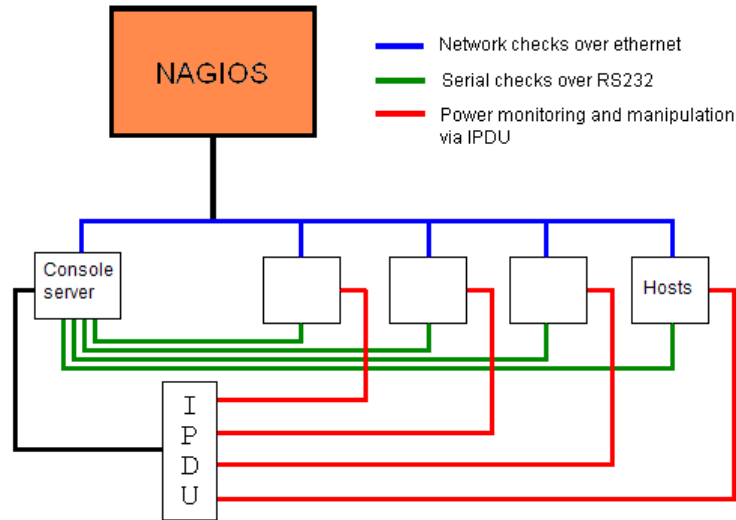 NAGIOS
Network checks over ethernet
Serial checks over RS232
Power monitoring and manipulation
via IPDU
Console
server
Hosts
I
P
D
U